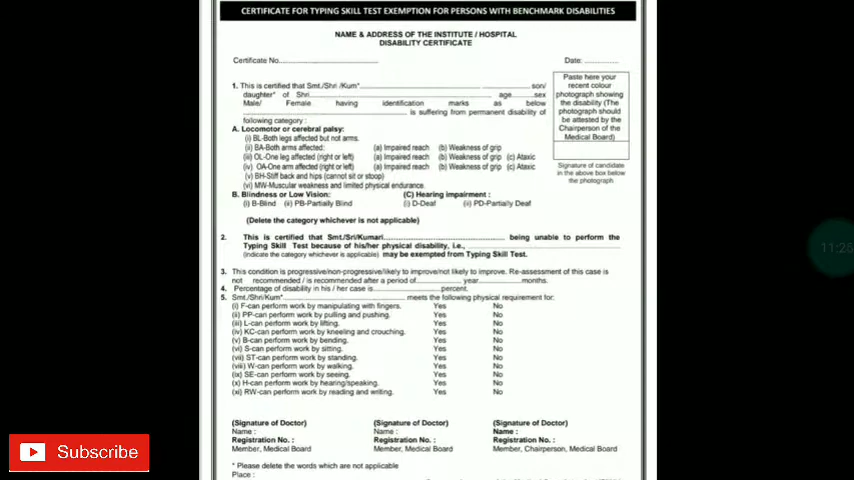 CERTIFICATE FOR TYPING SKILL TEST EXEMPTION FOR PERSONS WITH BENCHMARK DISABILITIES
NAME & ADDRESS OF THE INSTITUTE / HOSPITAL
DISABILITY CERTIFICATE
Certificate No............................................. Date: ...............
Paste here your
recent colour
photograph showing
the disability (The
photograph should
be attested by the
Chairperson of the
Medical Board)
Signature of candidate
in the above box below
the photograph
1. This is certified that Smt./Shri /Kum*.......................................................... ...................... son/
daughter* of Shri................................................................................ age.......sex
Male/ Female having identification marks as below
................................................................. is suffering from permanent disability of
following category :
A. Locomotor or cerebral palsy:
(i) BL-Both legs affected but not arms.
(ii) BA-Both arms affected: (a) Impaired reach (b) Weakness of grip
(iii) OL-One leg affected (right or left) (a) Impaired reach (b) Weakness of grip (c) Ataxic
(iv) OA-One arm affected (right or left) (a) Impaired reach (b) Weakness of grip (c) Ataxic
(v) BH-Stiff back and hips (cannot sit or stoop)
(vi) MW-Muscular weakness and limited physical endurance.
B. Blindness or Low Vision: (C) Hearing impairment :
(i) B-Blind (ii) PB-Partially Blind (i) D-Deaf (ii) PD-Partially Deaf
(Delete the category whichever is not applicable)
2. This is certified that Smt./Sri/Kumari...................................................... being unable to perform the
Typing Skill Test because of his/her physical disability, i.e., ......................................................................
(Indicate the category whichever is applicable) may be exempted from Typing Skill Test.
3. This condition is progressive/non-progressive/likely to improve/not likely to improve. Re-assessment of this case is
not recommended / is recommended after a period of....................year...................months.
4. Percentage of disability in his / her case is..............................percent.
5. Smt./Shri/Kum*..................................................... meets the following physical requirement for:
(i) F-can perform work by manipulating with fingers. Yes No
(ii) PP-can perform work by pulling and pushing. Yes No
(iii) L-can perform work by lifting. Yes No
(iv) KC-can perform work by kneeling and crouching. Yes No
(v) B-can perform work by bending. Yes No
(vi) S-can perform work by sitting. Yes No
(vii) ST-can perform work by standing. Yes No
(viii) W-can perform work by walking. Yes No
(ix) SE-can perform work by seeing. Yes No
(x) H-can perform work by hearing/speaking. Yes No
(xi) RW-can perform work by reading and writing. Yes No
(Signature of Doctor) (Signature of Doctor) (Signature of Doctor)
Name : Name : Name :
Registration No. : Registration No. : Registration No. :
Member, Medical Board Member, Medical Board Member, Chairperson, Medical Board
* Please delete the words which are not applicable
Place :
11:25
Subscribe